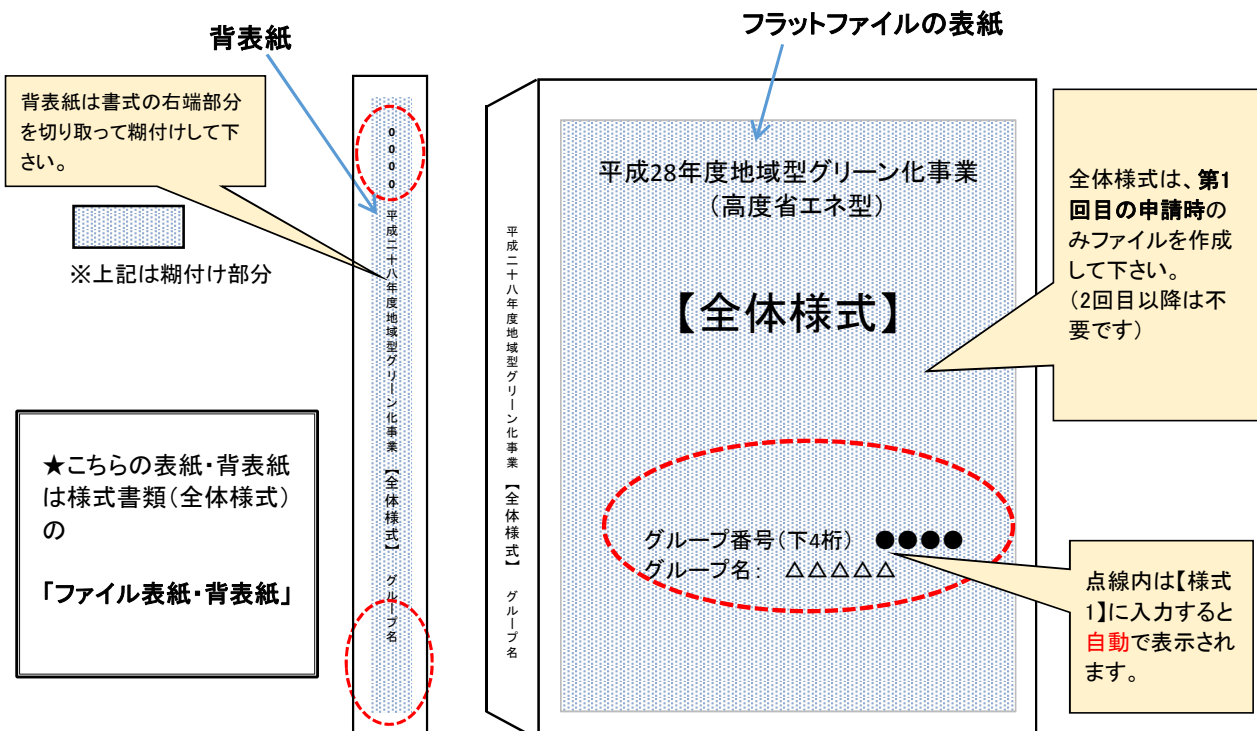 背表紙
フラットファイルの表紙
背表紙は書式の右端部分
を切り取って糊付けして下
さい。
※上記は糊付け部分
★こちらの表紙・背表紙
は様式書類(全体様式)
の
「ファイル表紙・背表紙」
0000 平成二十八年度地域型グリーン化事業 【全体様式】 グループ名
平成二十八年度地域型グリーン化事業 【全体様式】 グループ名
平成28年度地域型グリーン化事業
(高度省エネ型)
【全体様式】
グループ番号(下4桁) ●●●●
グループ名: △△△△△
全体様式は、第1
回目の申請時の
みファイルを作成
して下さい。
(2回目以降は不
要です)
点線内は【様式
1】に入力すると
自動で表示され
ます。